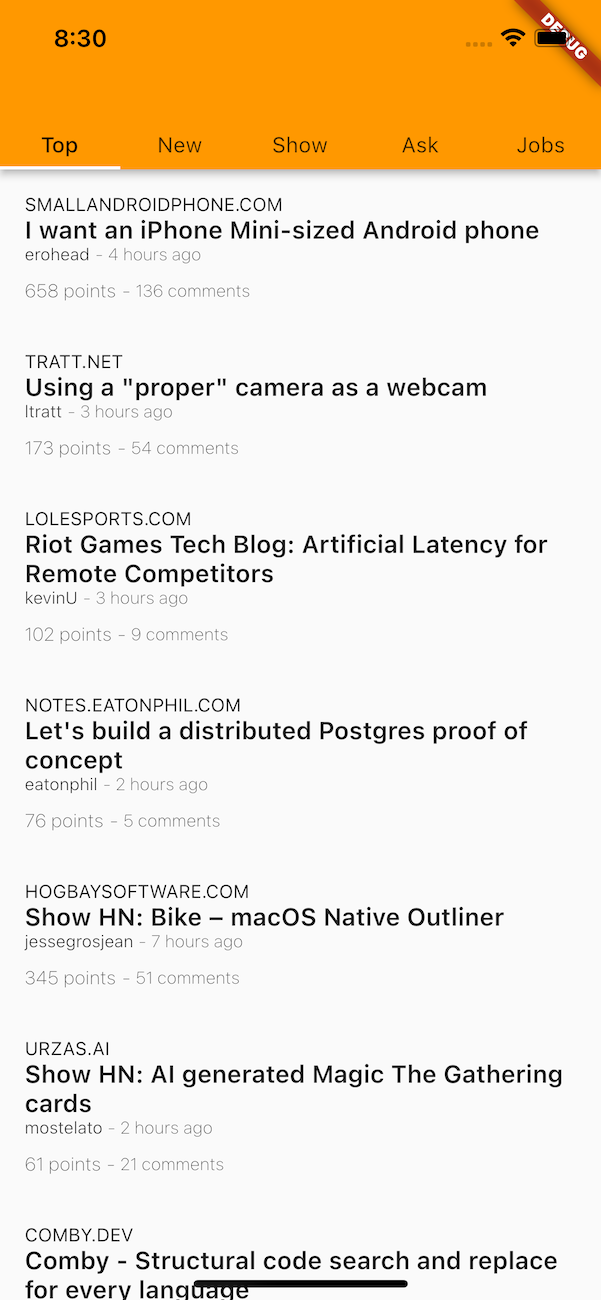 8:30
DEBUG
Top New Show Ask Jobs
SMALLANDROIDPHONE.COM
I want an iPhone Mini-sized Android phone
erohead - 4 hours ago
658 points - 136 comments
TRATT.NET
Using a "proper" camera as a webcam
ltratt - 3 hours ago
173 points - 54 comments
LOLESPORTS.COM
Riot Games Tech Blog: Artificial Latency for
Remote Competitors
kevinU - 3 hours ago
102 points - 9 comments
NOTES.EATONPHIL.COM
Let's build a distributed Postgres proof of
concept
eatonphil - 2 hours ago
76 points - 5 comments
HOGBAYSOFTWARE.COM
Show HN: Bike – macOS Native Outliner
jessegrosjean - 7 hours ago
345 points - 51 comments
URZAS.AI
Show HN: AI generated Magic The Gathering
cards
mostelato - 2 hours ago
61 points - 21 comments
COMBY.DEV
Comby - Structural code search and replace
for every language